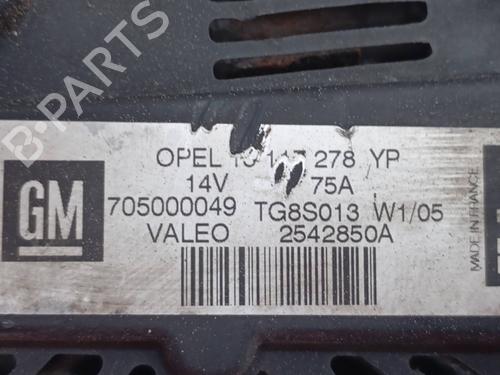 GM
OPEL 278 YP
14V 75A
705000049 TG8S013 W1/05
VALEO 2542850A
MADE IN FRANCE
B-PARTS